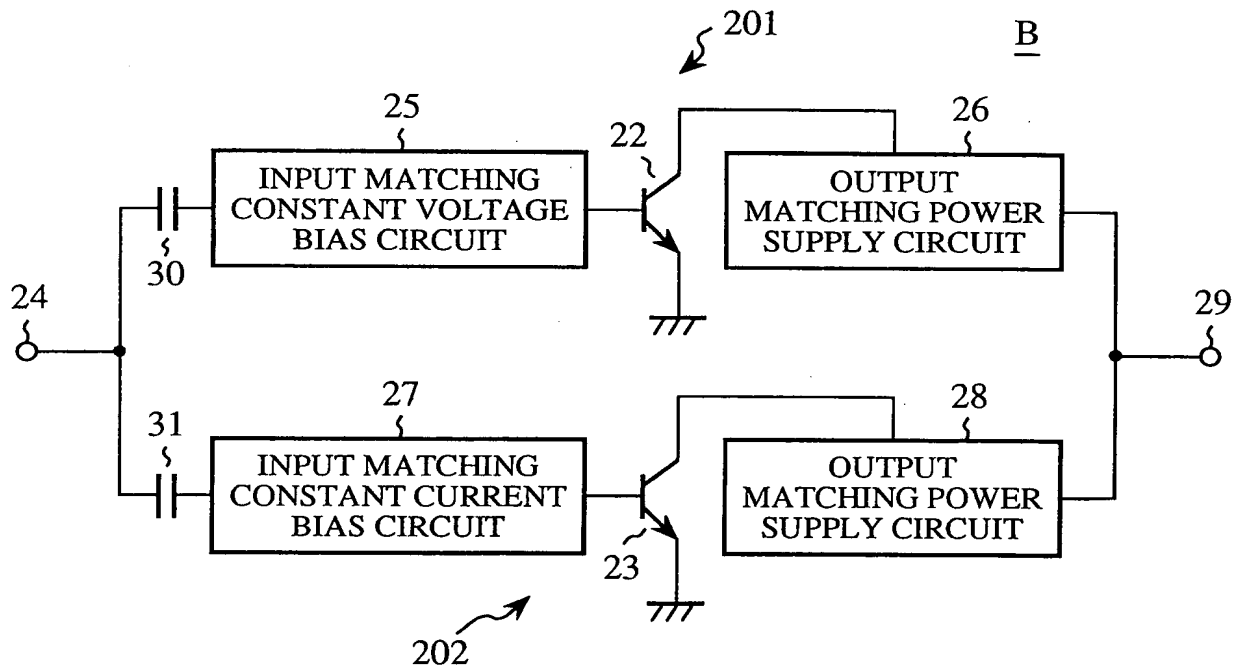 201
B
25
INPUT MATCHING
CONSTANT VOLTAGE
BIAS CIRCUIT
22
26
OUTPUT
MATCHING POWER
SUPPLY CIRCUIT
30
24
29
31
27
INPUT MATCHING
CONSTANT CURRENT
BIAS CIRCUIT
23
28
OUTPUT
MATCHING POWER
SUPPLY CIRCUIT
202